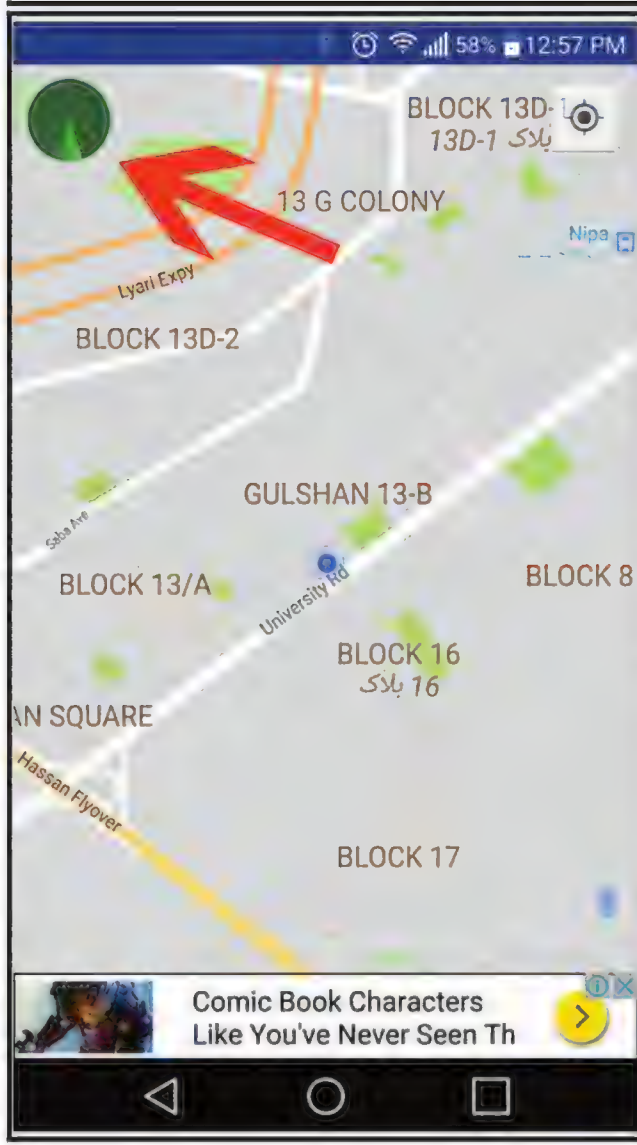 58% 12:57 PM
BLOCK 13D-1
13D-1 بلاک
13 G COLONY
Nipa
Lyari Expy
BLOCK 13D-2
GULSHAN 13-B
Saba Ave
BLOCK 13/A
University Rd
BLOCK 8
BLOCK 16
16 بلاک
AN SQUARE
Hassan Flyover
BLOCK 17
Comic Book Characters
Like You've Never Seen Th